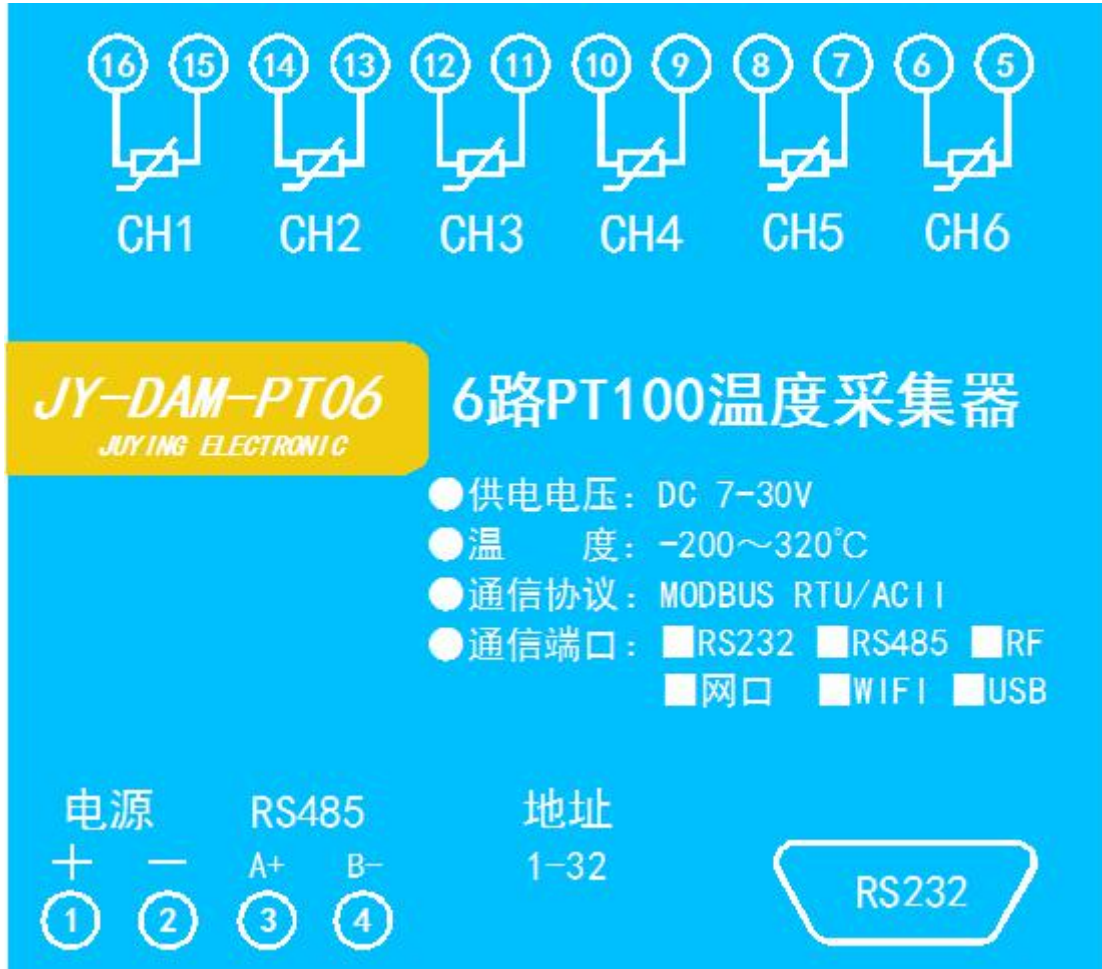 16 15 14 13 12 11 10 9 8 7 6 5
CH1 CH2 CH3 CH4 CH5 CH6
JY-DAM-PT06
JUYING ELECTRONIC
6路PT100温度采集器
●供电电压：DC 7-30V
●温 度：-200～320℃
●通信协议：MODBUS RTU/ACII
●通信端口：■RS232 ■RS485 ■RF
■网口 ■WIFI ■USB
电源 RS485 地址
+ - A+ B- 1-32
1 2 3 4
RS232